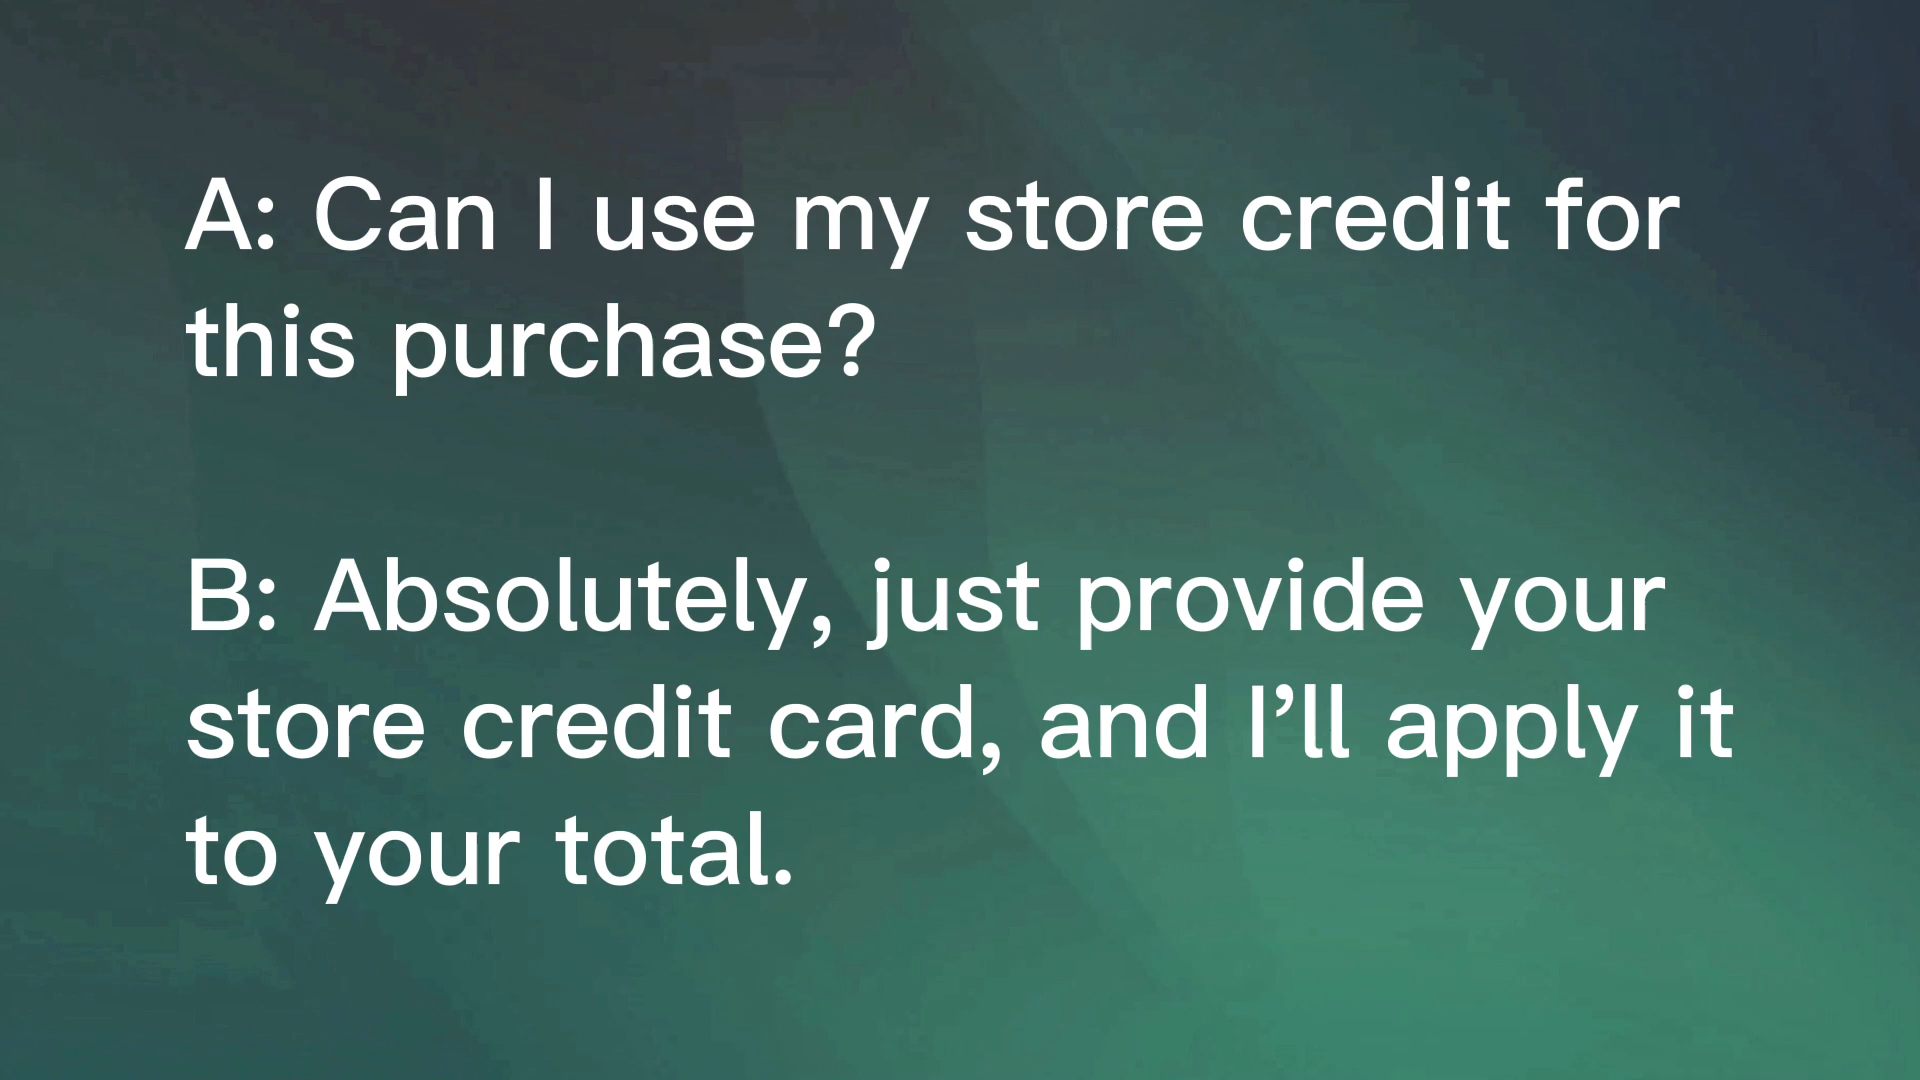 A: Can I use my store credit for
this purchase?
B: Absolutely, just provide your
store credit card, and I’ll apply it
to your total.